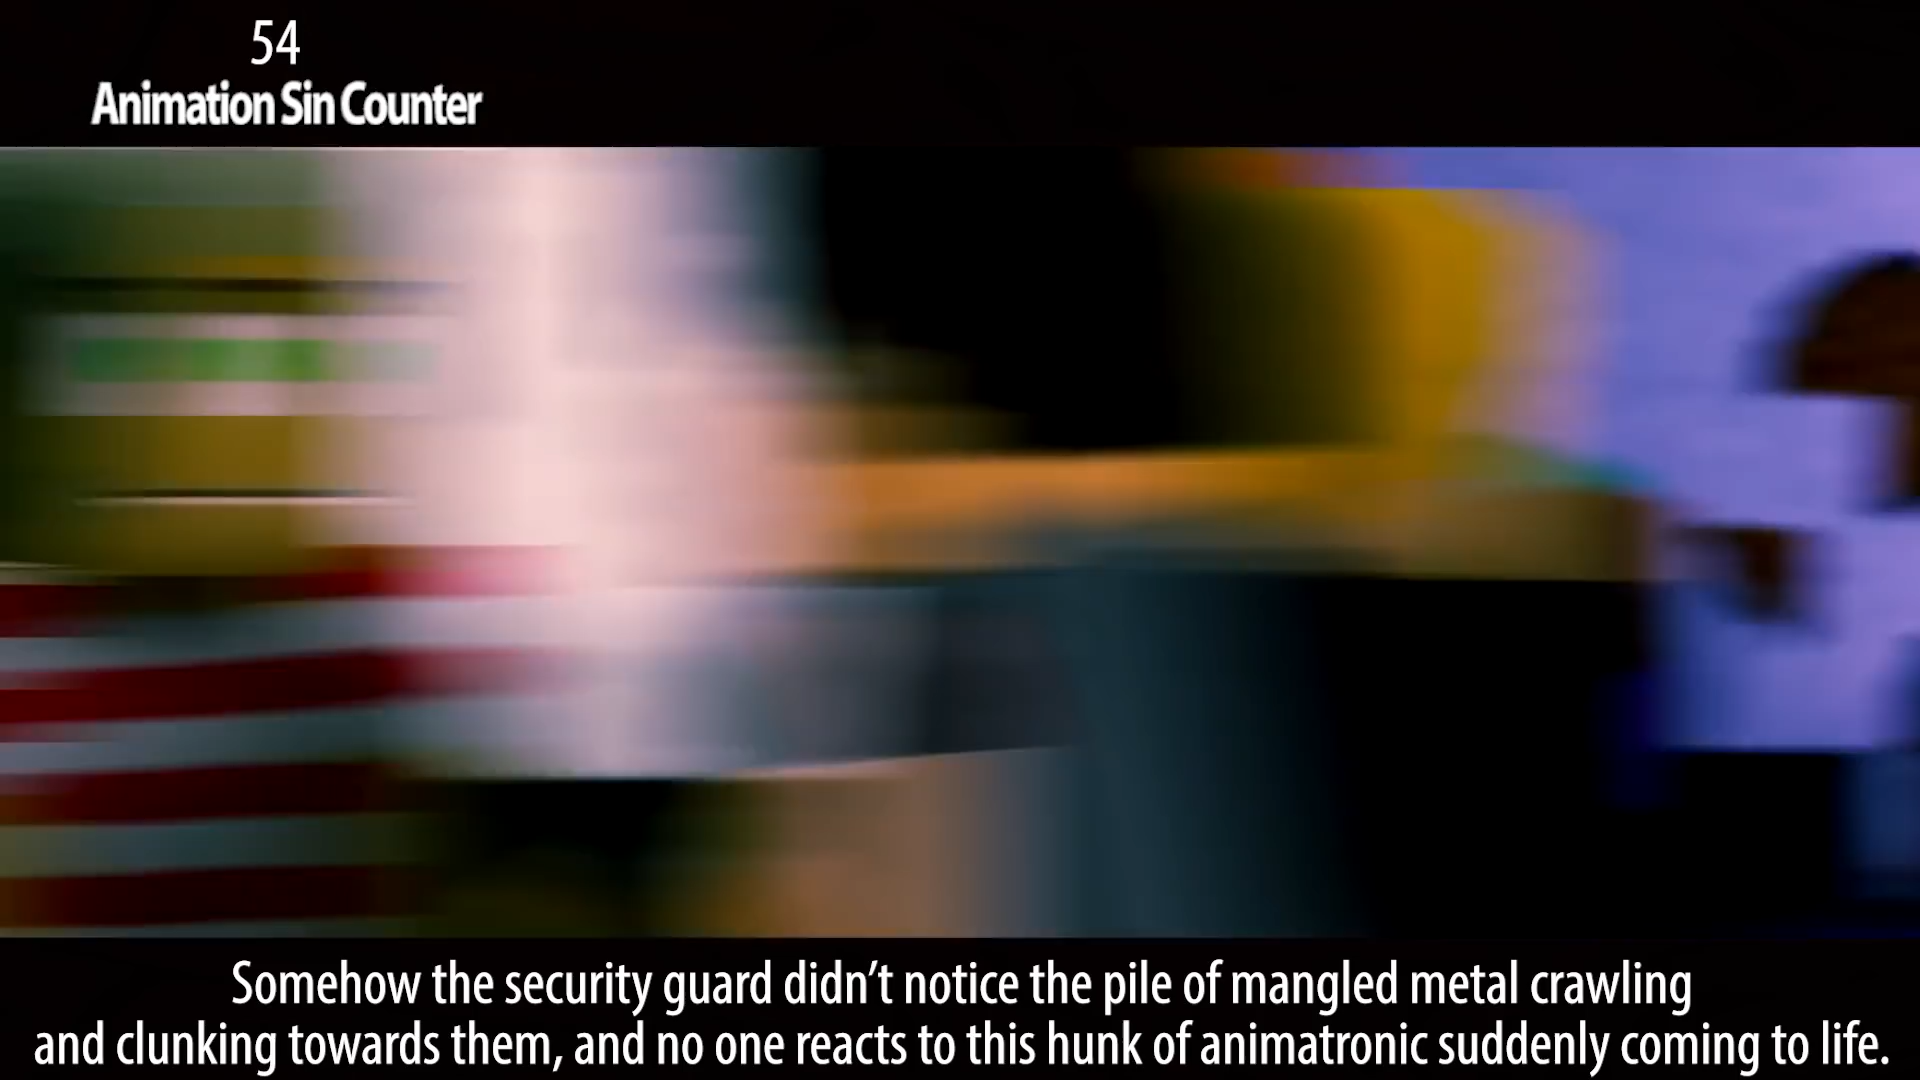 54
Animation Sin Counter
Somehow the security guard didn’t notice the pile of mangled metal crawling
and clunking towards them, and no one reacts to this hunk of animatronic suddenly coming to life.